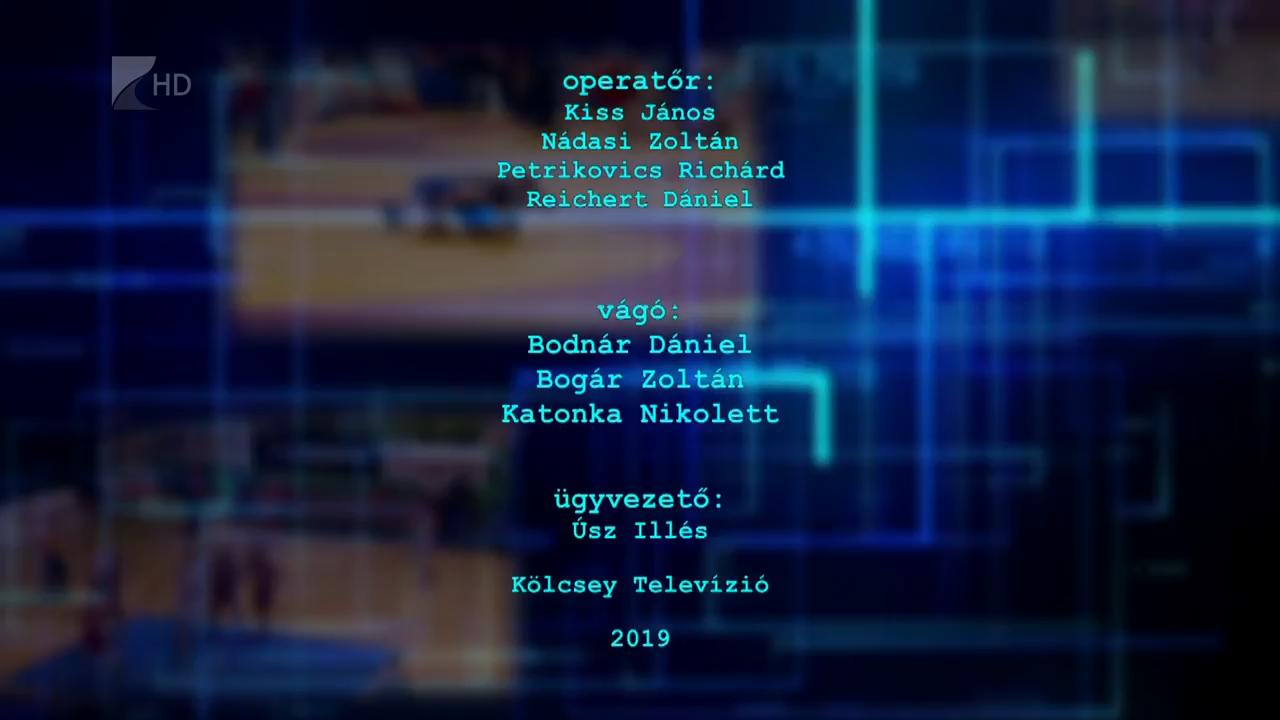 HD
operatőr:
Kiss János
Nádasi Zoltán
Petrikovics Richárd
Reichert Dániel
vágó:
Bodnár Dániel
Bogár Zoltán
Katonka Nikolett
ügyvezető:
Úsz Illés
Kölcsey Televízió
2019